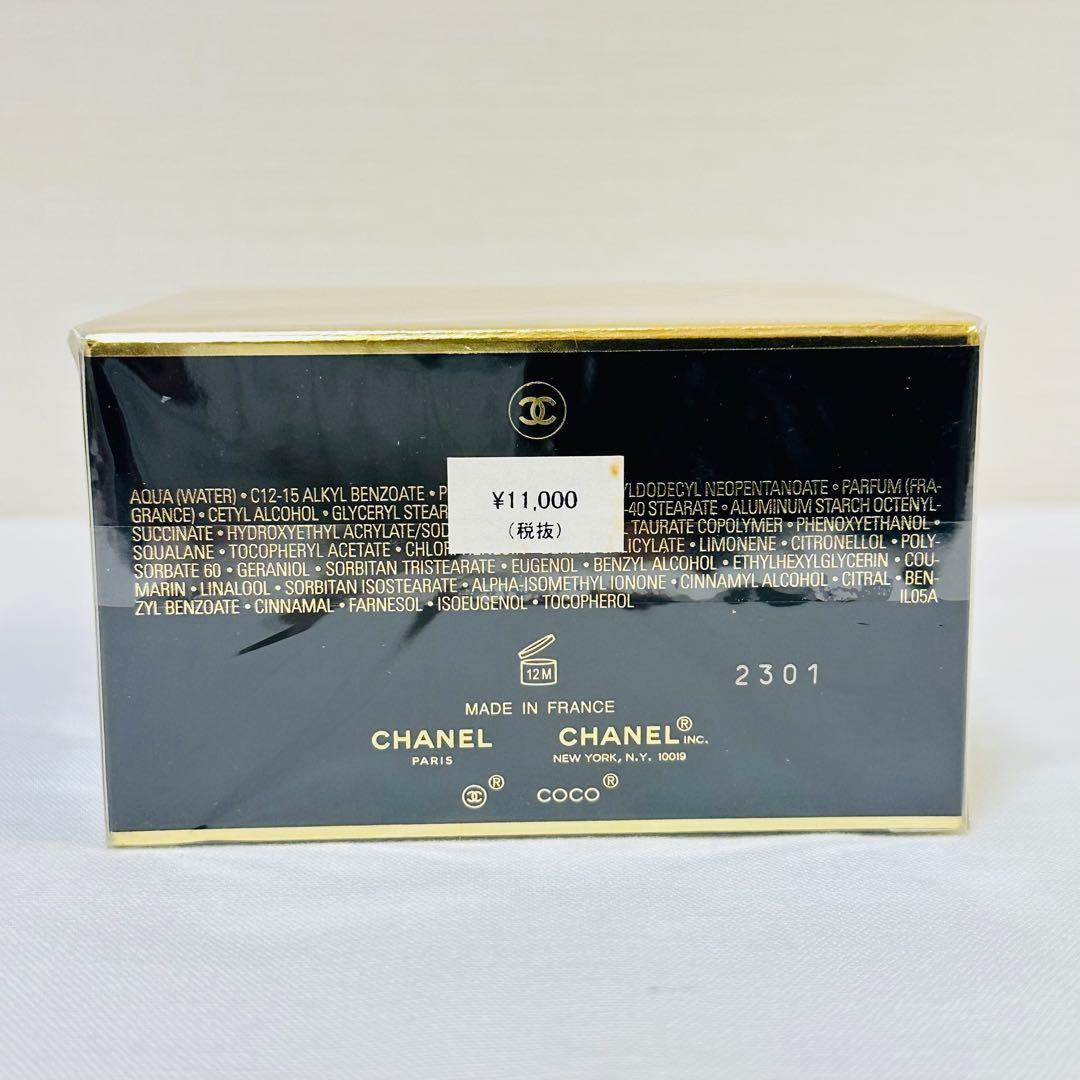 AQUA (WATER) • C12-15 ALKYL BENZOATE • ¥11,000 YLDODECYL NEOPENTANOATE • PARFUM (FRA-
GRANCE) • CETYL ALCOHOL • GLYCERYL STEAR (税抜) -40 STEARATE • ALUMINUM STARCH OCTENYL-
SUCCINATE • HYDROXYETHYL ACRYLATE/SOD TAURATE COPOLYMER • PHENOXYETHANOL •
SQUALANE • TOCOPHERYL ACETATE • CHLOR LICYLATE • LIMONENE • CITRONELLOL • POLY-
SORBATE 60 • GERANIOL • SORBITAN TRISTEARATE • EUGENOL • BENZYL ALCOHOL • ETHYLHEXYLGLYCERIN • COU-
MARIN • LINALOOL • SORBITAN ISOSTEARATE • ALPHA-ISOMETHYL IONONE • CINNAMYL ALCOHOL • CITRAL • BEN-
ZYL BENZOATE • CINNAMAL • FARNESOL • ISOEUGENOL • TOCOPHEROL IL05A
12M
2301
MADE IN FRANCE
CHANEL CHANEL® INC.
PARIS NEW YORK, N.Y. 10019
® COCO®